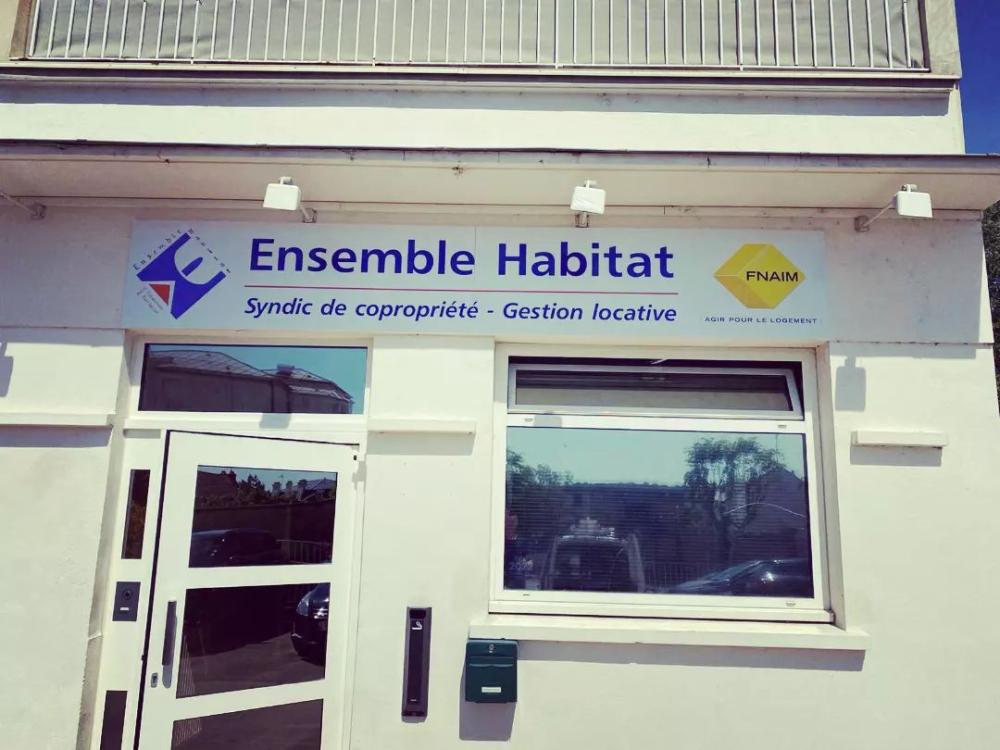 Ensemble Habitat
Syndic de copropriété - Gestion locative
FNAIM
AGIR POUR LE LOGEMENT